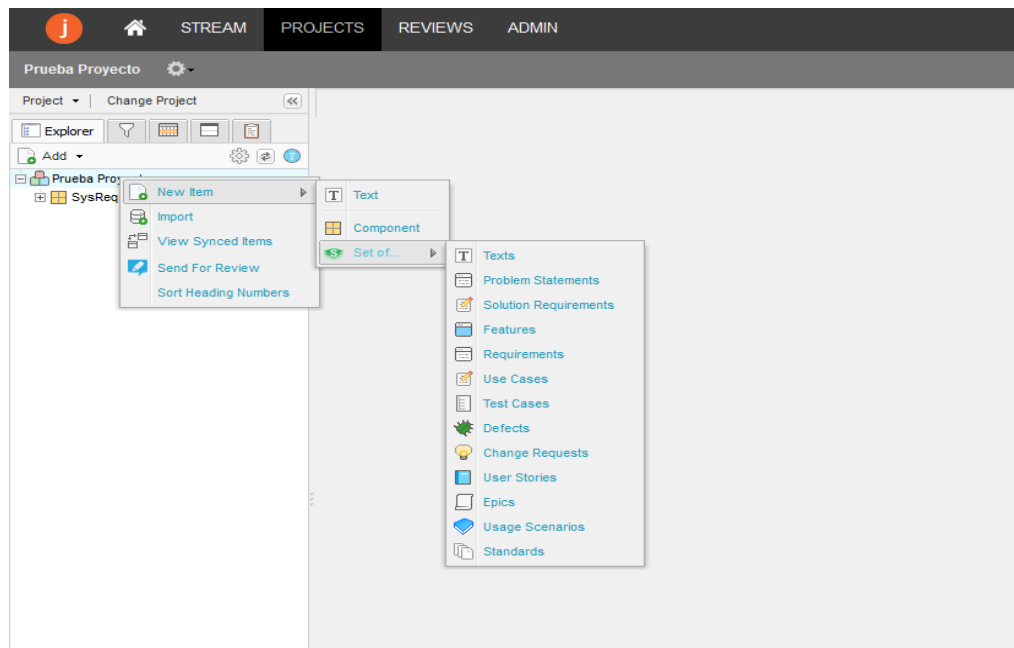 j STREAM PROJECTS REVIEWS ADMIN
Prueba Proyecto
Project Change Project
Explorer
Add
Prueba
SysReq
New Item
Import
View Synced Items
Send For Review
Sort Heading Numbers
T Text
Component
S Set of...
T Texts
Problem Statements
Solution Requirements
Features
Requirements
Use Cases
Test Cases
Defects
Change Requests
User Stories
Epics
Usage Scenarios
Standards